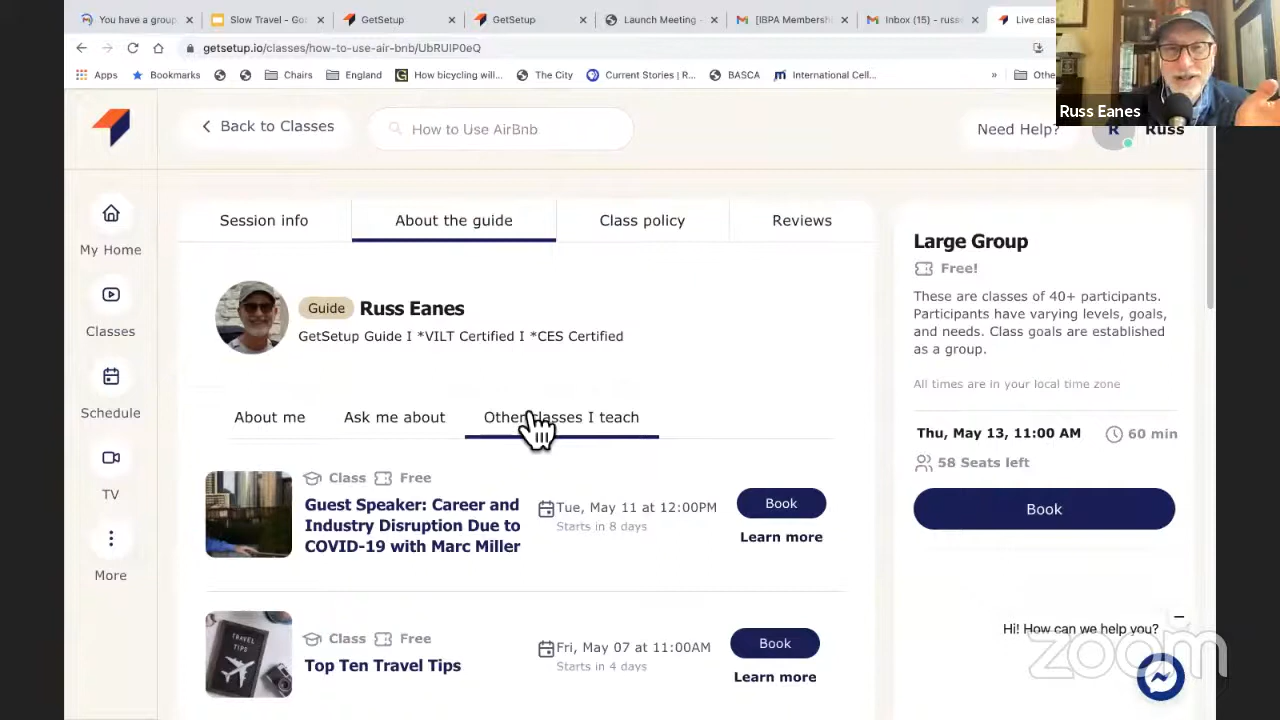 You have a group
Slow Travel - Go
GetSetup
GetSetup
Launch Meeting -
[IBPA Membersh
Inbox (15) - russe
Live clas
getsetup.io/classes/how-to-use-air-bnb/UbRUIP0eQ
Apps
Bookmarks
Chairs
England
How bicycling will...
The City
Current Stories | R...
BASCA
International Cell...
»
Othe
Russ Eanes
Back to Classes
How to Use AirBnb
Need Help?
R
Russ
My Home
Classes
Schedule
TV
More
Session info
About the guide
Class policy
Reviews
Guide
Russ Eanes
GetSetup Guide I *VILT Certified I *CES Certified
About me
Ask me about
Other classes I teach
Class
Free
Guest Speaker: Career and
Industry Disruption Due to
COVID-19 with Marc Miller
Tue, May 11 at 12:00PM
Starts in 8 days
Book
Learn more
Class
Free
TRAVEL
TIPS
Top Ten Travel Tips
Fri, May 07 at 11:00AM
Starts in 4 days
Book
Learn more
Large Group
Free!
These are classes of 40+ participants.
Participants have varying levels, goals,
and needs. Class goals are established
as a group.
All times are in your local time zone
Thu, May 13, 11:00 AM
60 min
58 Seats left
Book
Hi! How can we help you?
zoom